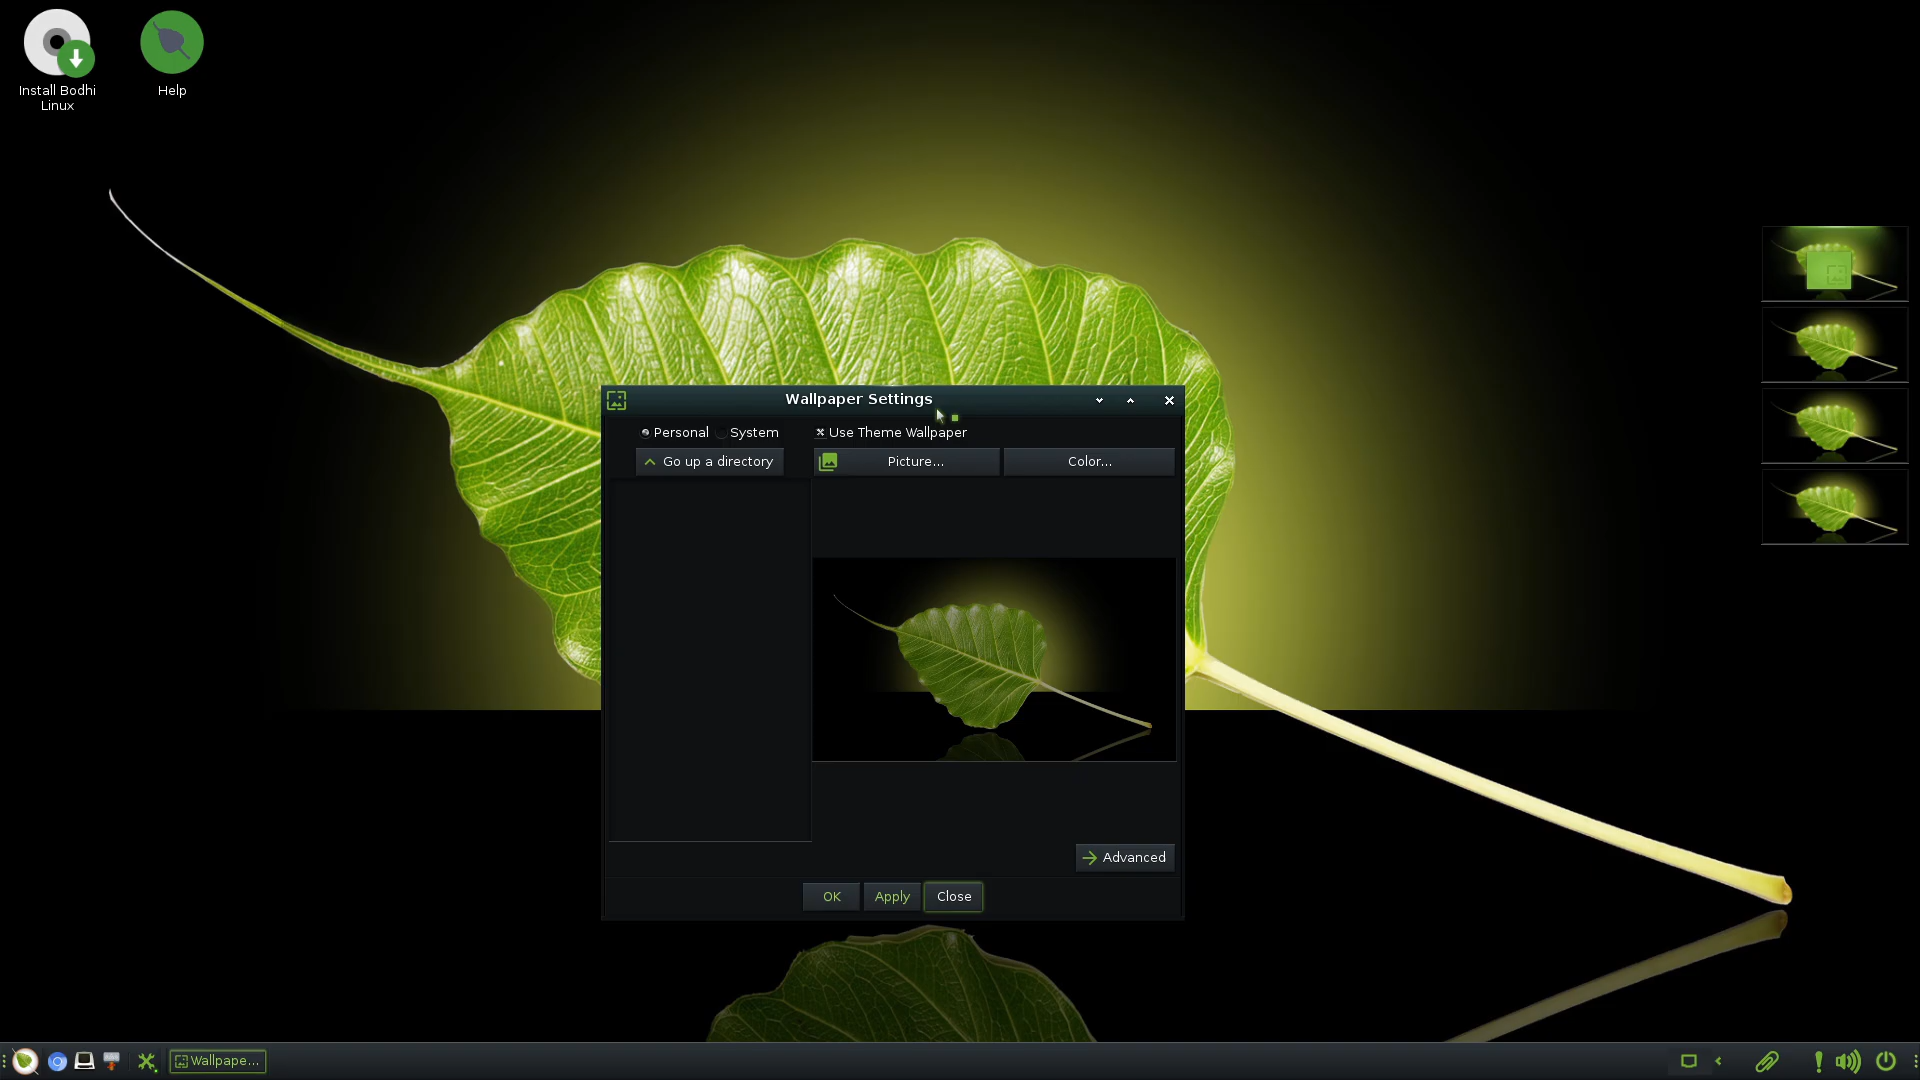 Install Bodhi
Linux
Help
Wallpaper Settings
Personal System Use Theme Wallpaper
Go up a directory Picture... Color...
Advanced
OK Apply Close
Wallpape...